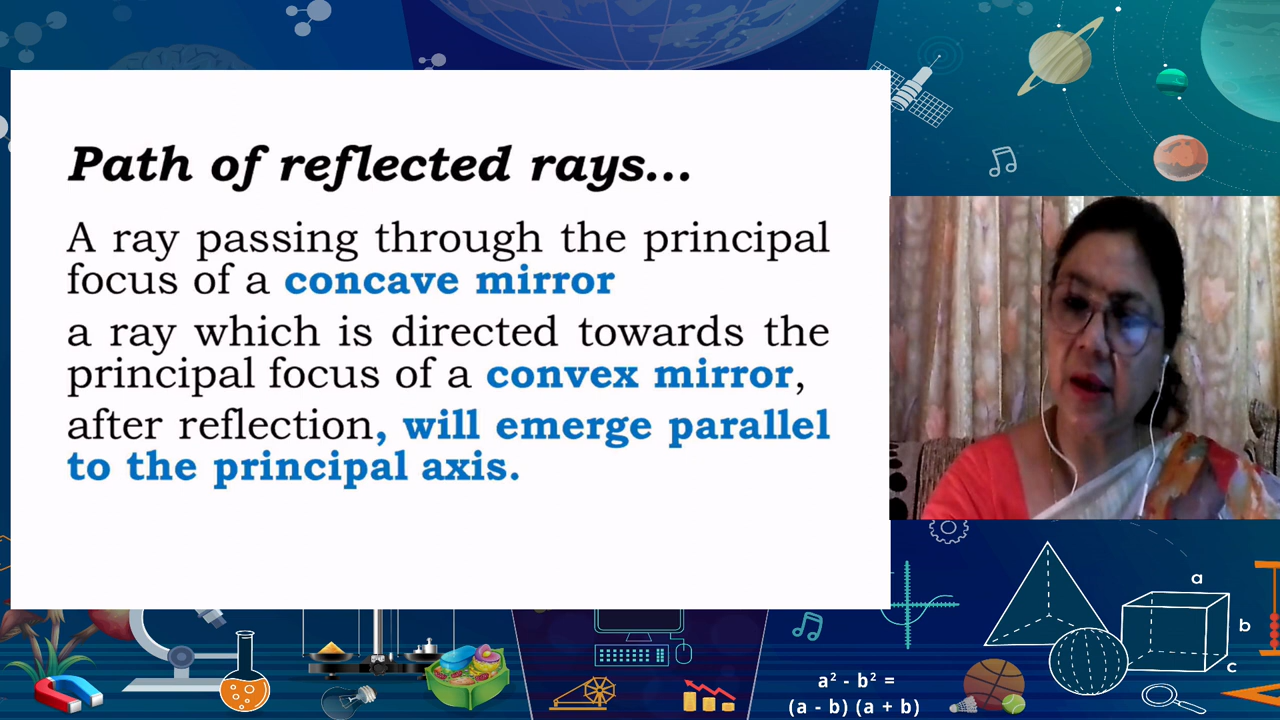 Path of reflected rays...
A ray passing through the principal
focus of a concave mirror
a ray which is directed towards the
principal focus of a convex mirror,
after reflection, will emerge parallel
to the principal axis.
a
b
c
a² - b² =
(a - b) (a + b)